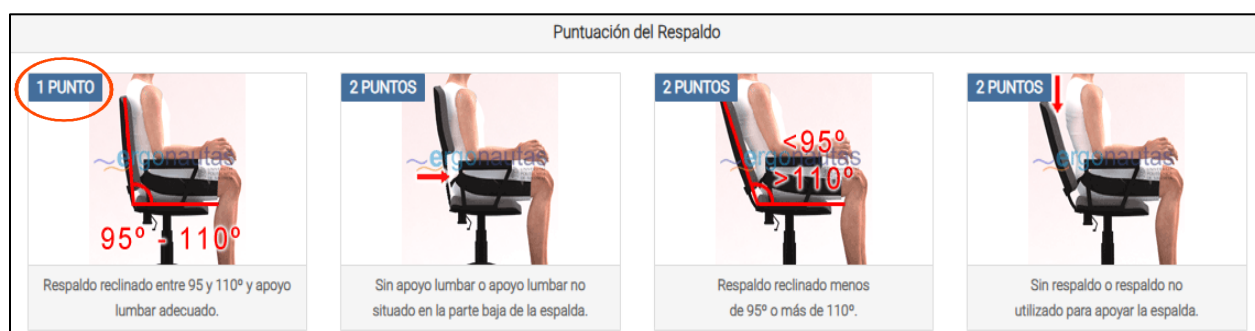 Puntuación del Respaldo
1 PUNTO
~ergonautas
95º - 110º
Respaldo reclinado entre 95 y 110º y apoyo
lumbar adecuado.
2 PUNTOS
~ergonautas
Sin apoyo lumbar o apoyo lumbar no
situado en la parte baja de la espalda.
2 PUNTOS
<95º
~ergonautas
>110º
Respaldo reclinado menos
de 95º o más de 110º.
2 PUNTOS
~ergonautas
Sin respaldo o respaldo no
utilizado para apoyar la espalda.